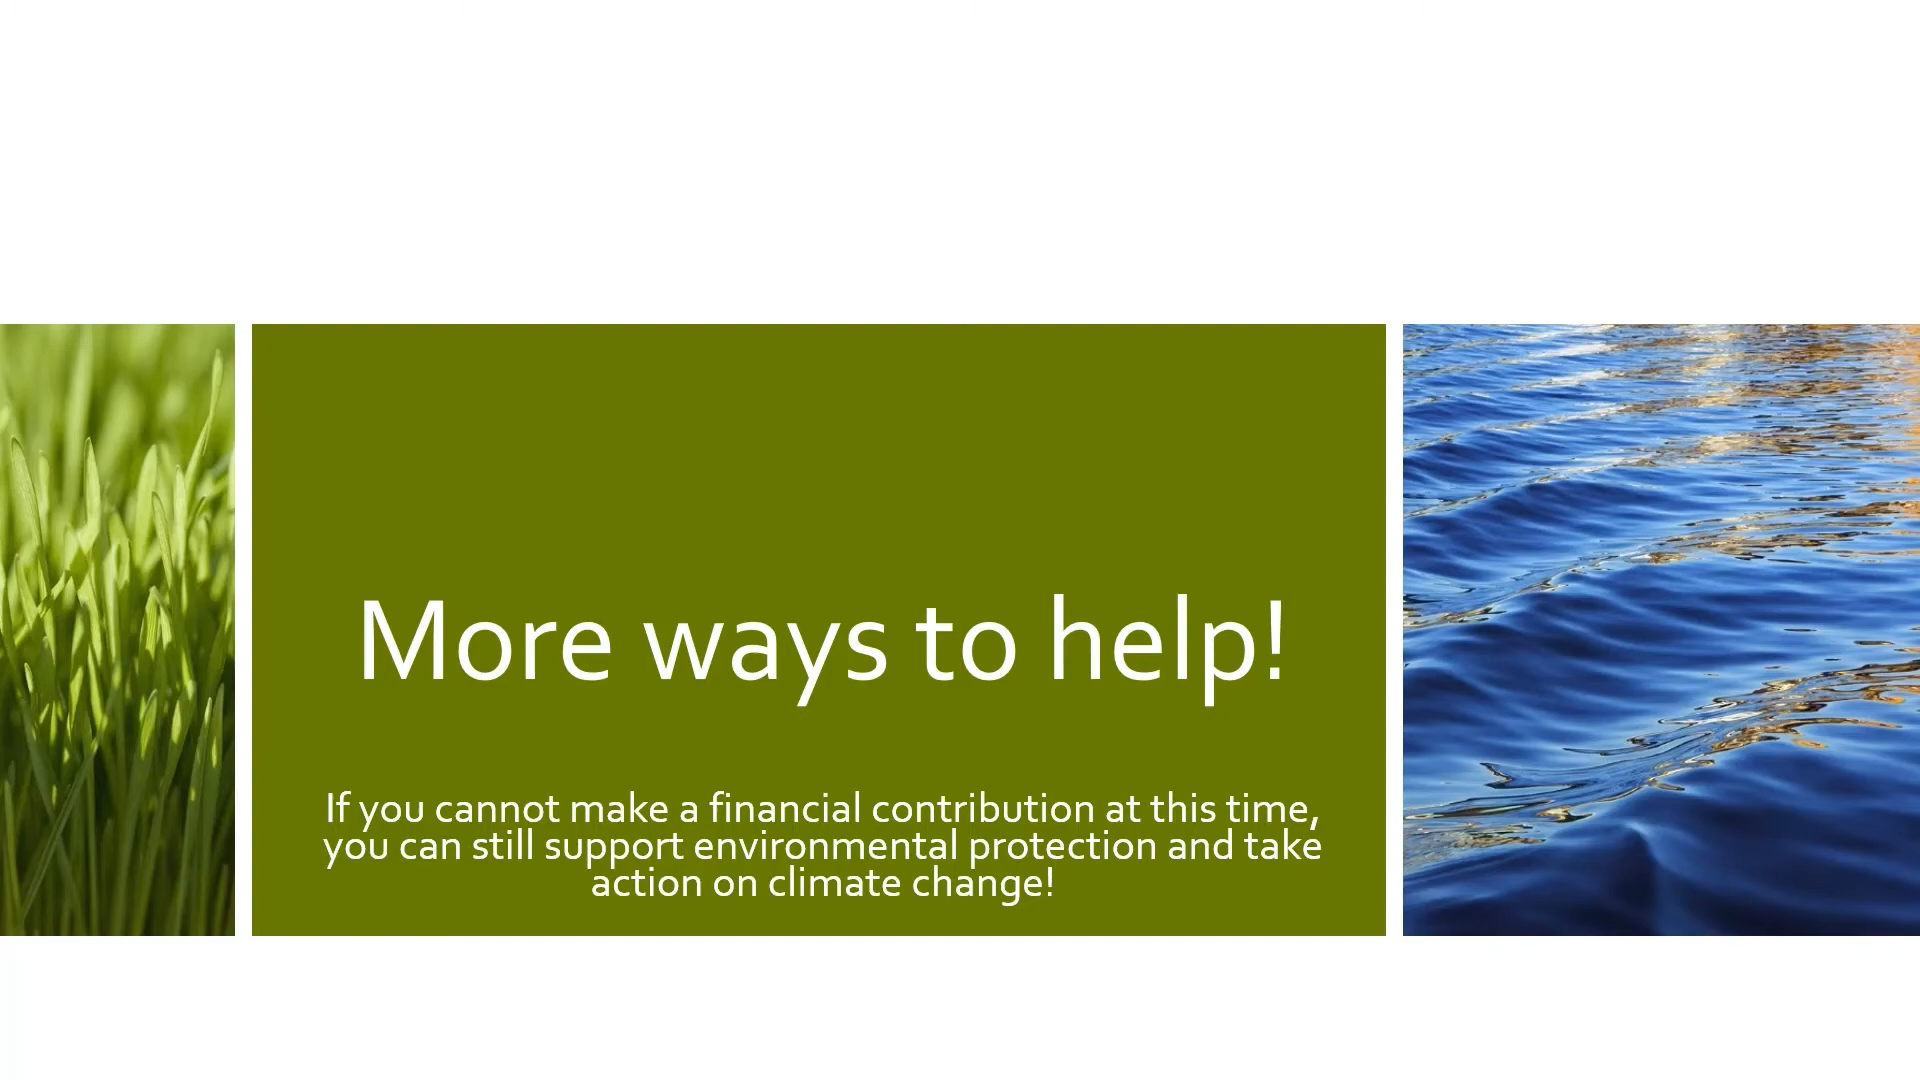 More ways to help!
If you cannot make a financial contribution at this time,
you can still support environmental protection and take
action on climate change!